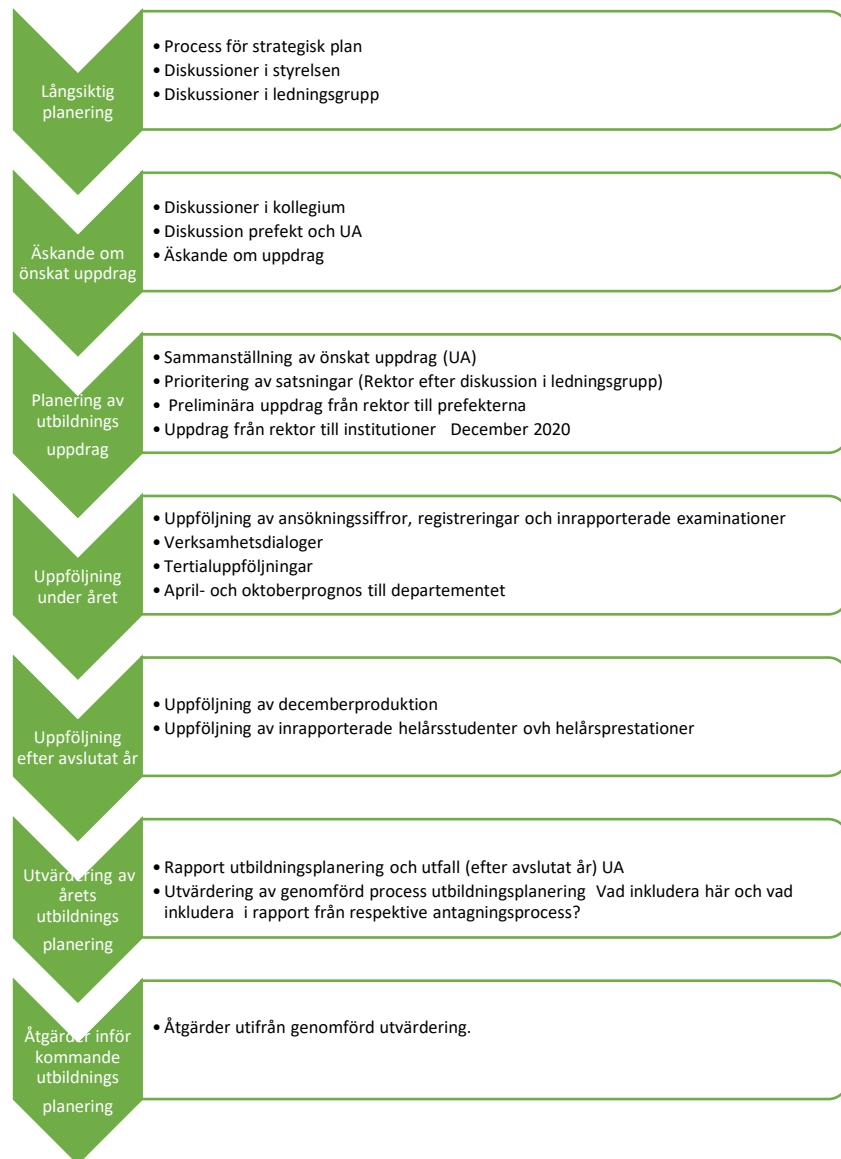 Långsiktig
planering
• Process för strategisk plan
• Diskussioner i styrelsen
• Diskussioner i ledningsgrupp
Äskande om
önskat uppdrag
• Diskussioner i kollegium
• Diskussion prefekt och UA
• Äskande om uppdrag
Planering av
utbildnings
uppdrag
• Sammanställning av önskat uppdrag (UA)
• Prioritering av satsningar (Rektor efter diskussion i ledningsgrupp)
• Preliminära uppdrag från rektor till prefekterna
• Uppdrag från rektor till institutioner December 2020
Uppföljning
under året
• Uppföljning av ansökningssiffror, registreringar och inrapporterade examinationer
• Verksamhetsdialoger
• Tertialuppföljningar
• April- och oktoberprognos till departementet
Uppföljning
efter avslutat år
• Uppföljning av decemberproduktion
• Uppföljning av inrapporterade helårsstudenter ovh helårsprestationer
Utvärdering av
årets
utbildnings
planering
• Rapport utbildningsplanering och utfall (efter avslutat år) UA
• Utvärdering av genomförd process utbildningsplanering Vad inkludera här och vad
inkludera i rapport från respektive antagningsprocess?
Åtgärder inför
kommande
utbildnings
planering
• Åtgärder utifrån genomförd utvärdering.